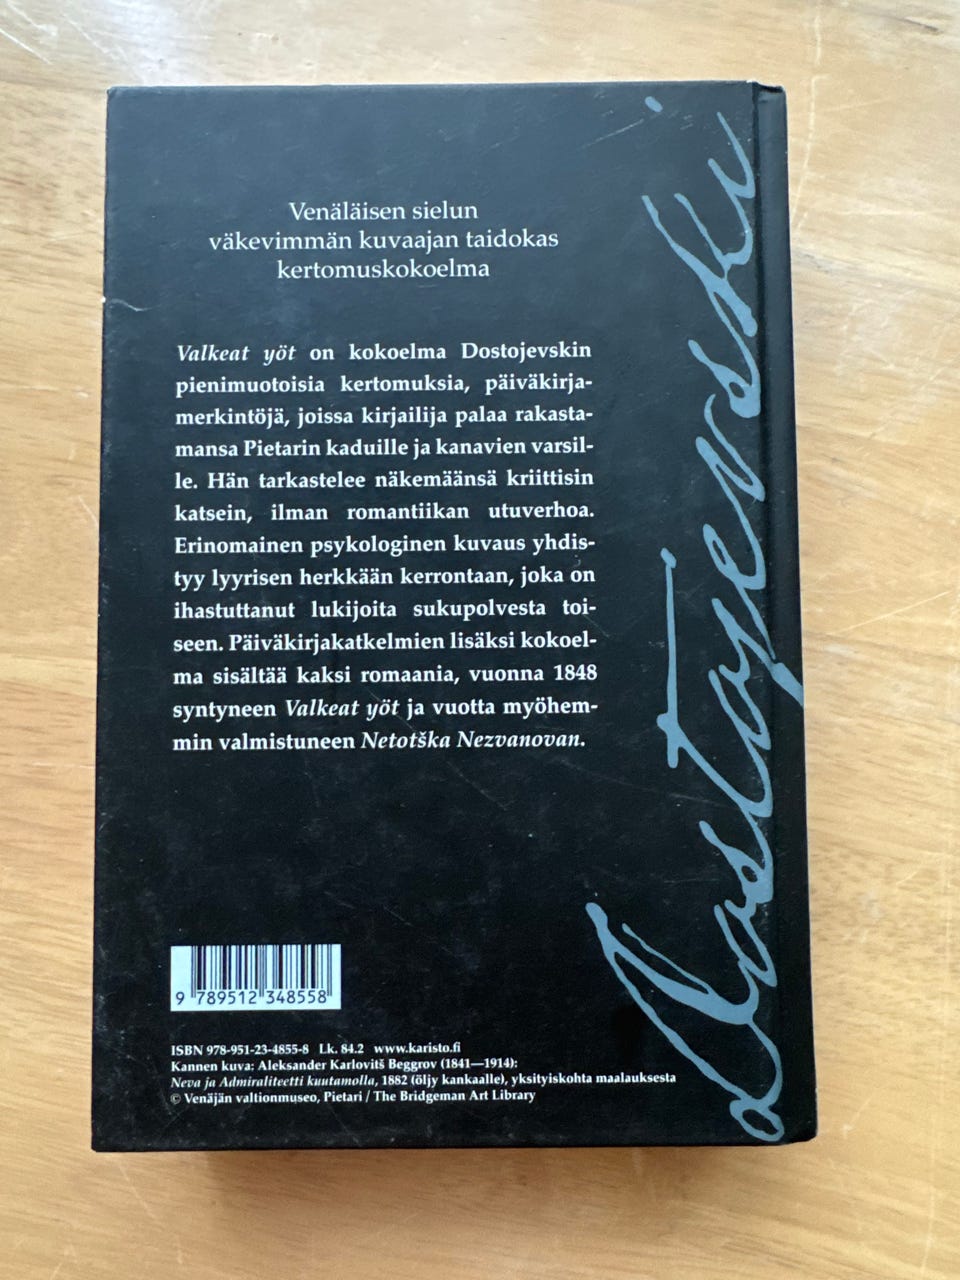 Venäläisen sielun
väkevimmän kuvaajan taidokas
kertomuskokoelma
Valkeat yöt on kokoelma Dostojevskin
pienimuotoisia kertomuksia, päiväkirja-
merkintöjä, joissa kirjailija palaa rakasta-
mansa Pietarin kaduille ja kanavien varsil-
le. Hän tarkastelee näkemäänsä kriittisin
katsein, ilman romantiikan utuverhoa.
Erinomainen psykologinen kuvaus yhdis-
tyy lyyrisen herkkään kerrontaan, joka on
ihastuttanut lukijoita sukupolvesta toi-
seen. Päiväkirjakatkelmien lisäksi kokoel-
ma sisältää kaksi romaania, vuonna 1848
syntyneen Valkeat yöt ja vuotta myöhem-
min valmistuneen Netotška Nezvanovan.
Dostojevski
9 789512 348558
ISBN 978-951-23-4855-8 Lk. 84.2 www.karisto.fi
Kannen kuva: Aleksander Karlovitš Beggrov (1841—1914):
Neva ja Admiraliteetti kuutamolla, 1882 (öljy kankaalle), yksityiskohta maalauksesta
© Venäjän valtionmuseo, Pietari / The Bridgeman Art Library